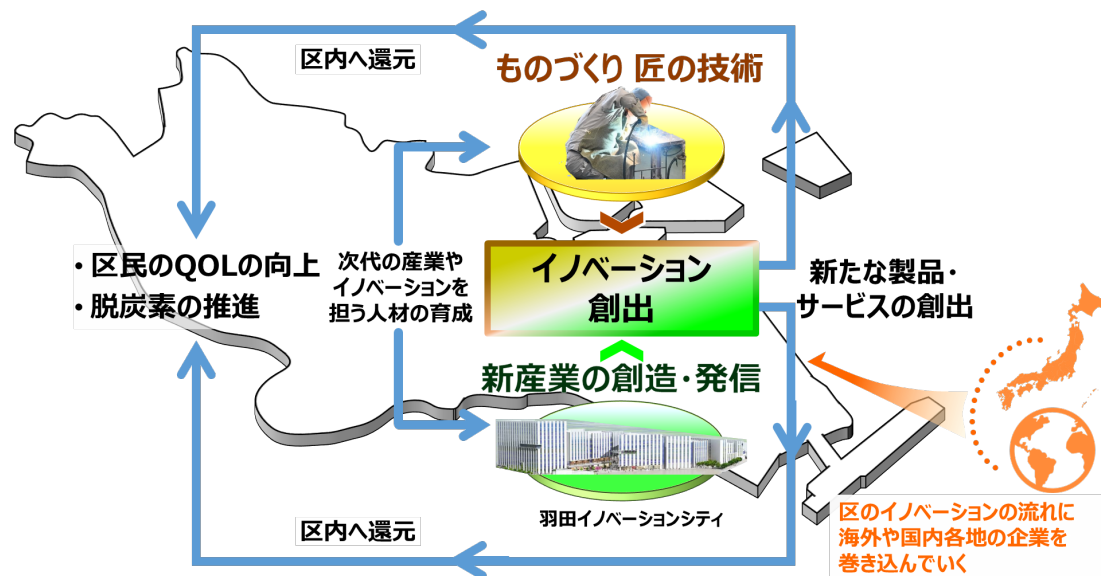 区内へ還元
ものづくり 匠の技術
・区民のQOLの向上
・脱炭素の推進
次代の産業や
イノベーションを
担う人材の育成
イノベーション
創出
新たな製品・
サービスの創出
新産業の創造・発信
羽田イノベーションシティ
区内へ還元
区のイノベーションの流れに
海外や国内各地の企業を
巻き込んでいく